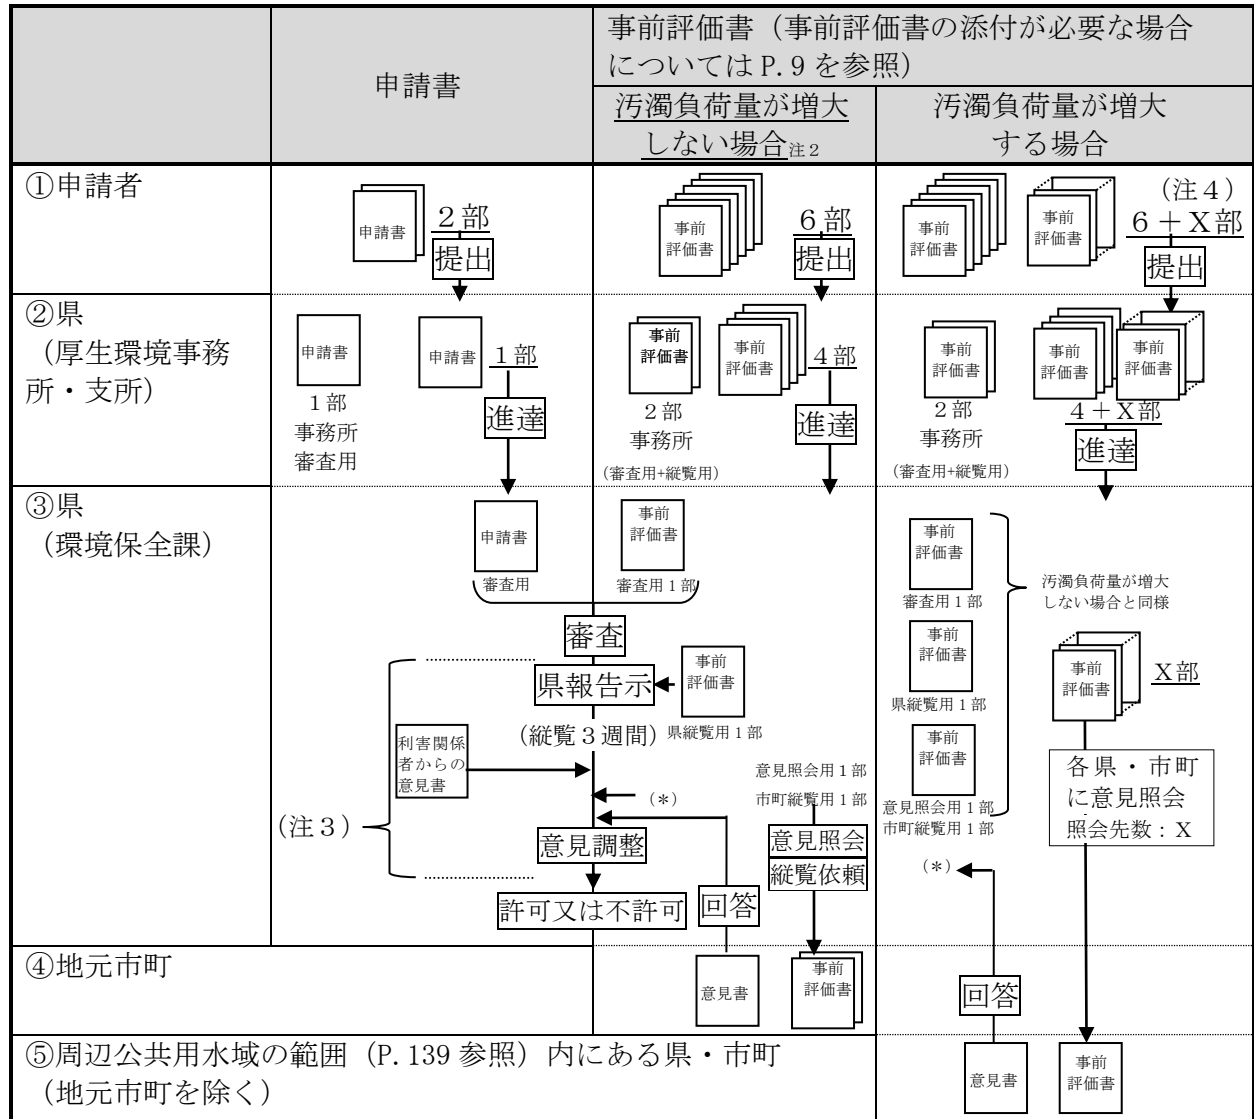 申請書
事前評価書（事前評価書の添付が必要な場合
についてはP.9を参照）
汚濁負荷量が増大
しない場合注２
汚濁負荷量が増大
する場合
①申請者
申請書
２部
提出
事前
評価書
６部
提出
事前
評価書
事前
評価書
（注４）
６＋X部
提出
②県
（厚生環境事務
所・支所）
申請書
１部
事務所
審査用
申請書
１部
進達
事前
評価書
２部
事務所
（審査用+縦覧用）
事前
評価書
４部
進達
事前
評価書
２部
事務所
（審査用+縦覧用）
事前
評価書
事前
評価書
４＋X部
進達
③県
（環境保全課）
申請書
審査用
事前
評価書
審査用１部
審査
県報告示
事前
評価書
県縦覧用１部
（縦覧３週間）
利害関係
者からの
意見書
（＊）
（注３）
意見調整
許可又は不許可
回答
意見照会用１部
市町縦覧用１部
意見照会
縦覧依頼
事前
評価書
審査用１部
事前
評価書
県縦覧用１部
事前
評価書
意見照会用１部
市町縦覧用１部
汚濁負荷量が増大
しない場合と同様
事前
評価書
X部
各県・市町
に意見照会
照会先数：X
（＊）
④地元市町
意見書
事前
評価書
回答
⑤周辺公共用水域の範囲（P.139参照）内にある県・市町
（地元市町を除く）
意見書
事前
評価書